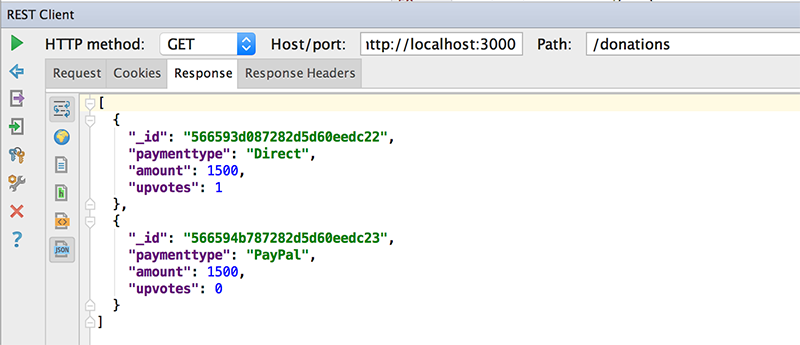 REST Client
HTTP method: GET Host/port: http://localhost:3000 Path: /donations
Request Cookies Response Response Headers
[
{
"_id": "566593d087282d5d60eedc22",
"paymenttype": "Direct",
"amount": 1500,
"upvotes": 1
},
{
"_id": "566594b787282d5d60eedc23",
"paymenttype": "PayPal",
"amount": 1500,
"upvotes": 0
}
]
JSON